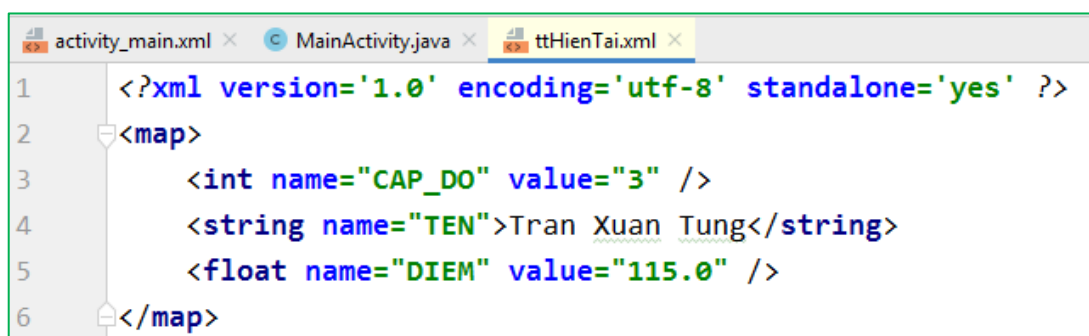 activity_main.xml MainActivity.java ttHienTai.xml
1 <?xml version='1.0' encoding='utf-8' standalone='yes' ?>
2 <map>
3 <int name="CAP_DO" value="3" />
4 <string name="TEN">Tran Xuan Tung</string>
5 <float name="DIEM" value="115.0" />
6 </map>